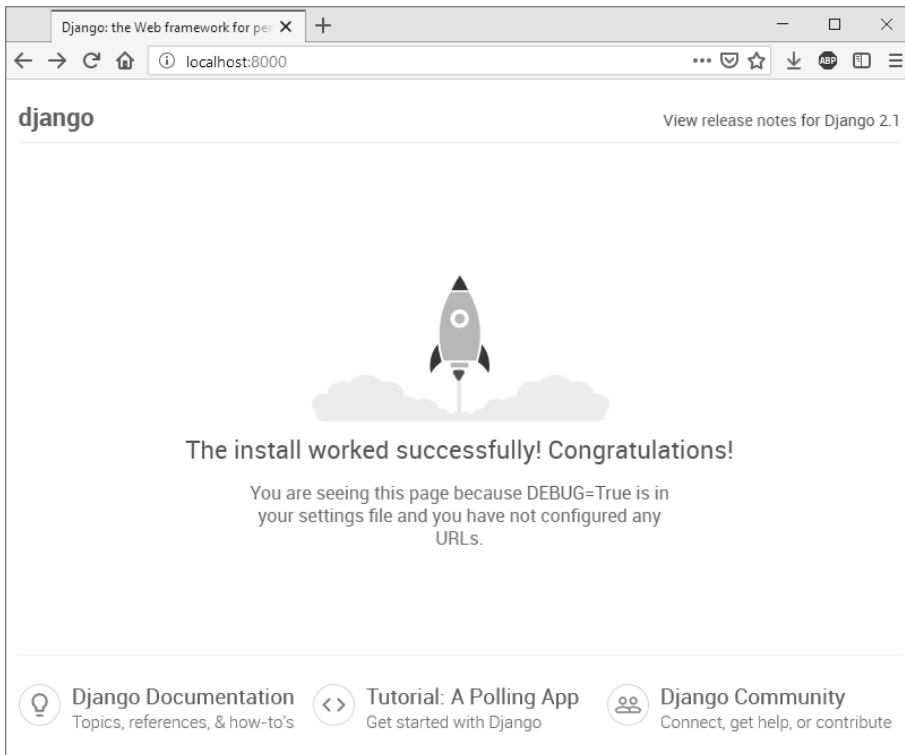 Django: the Web framework for per
localhost:8000
ABP
django
View release notes for Django 2.1
The install worked successfully! Congratulations!
You are seeing this page because DEBUG=True is in
your settings file and you have not configured any
URLs.
Django Documentation
Topics, references, & how-to's
Tutorial: A Polling App
Get started with Django
Django Community
Connect, get help, or contribute